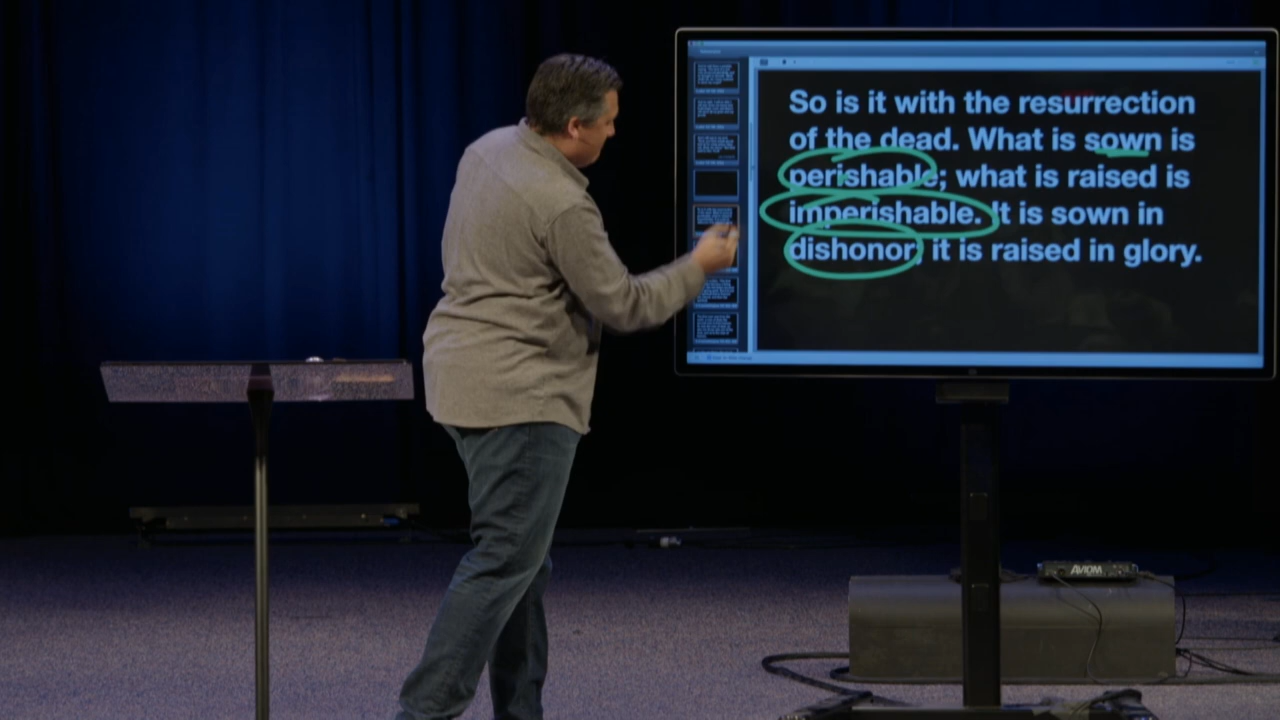 So is it with the resurrection
of the dead. What is sown is
perishable; what is raised is
imperishable. It is sown in
dishonor; it is raised in glory.
AVIOM